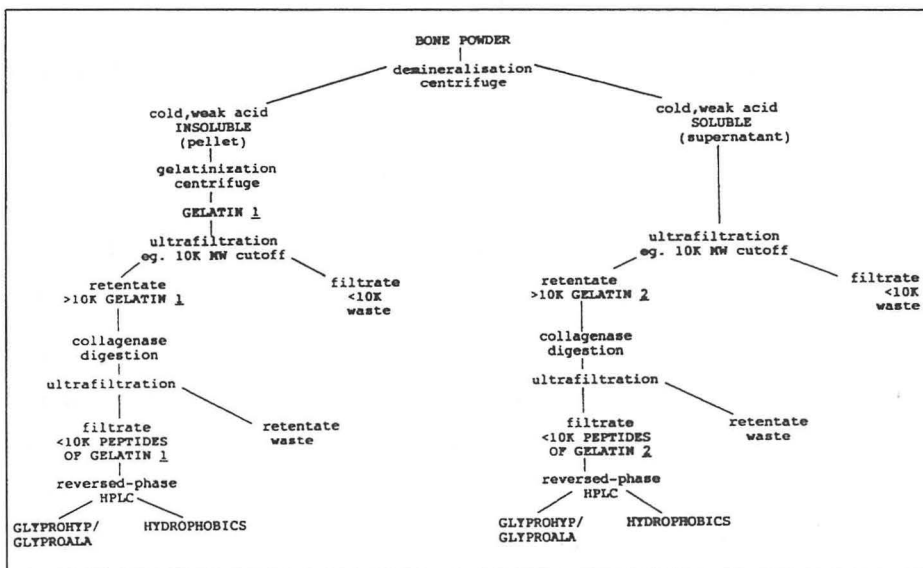 BONE POWDER
demineralisation
centrifuge
cold,weak acid
INSOLUBLE
(pellet)
gelatinization
centrifuge
GELATIN 1
ultrafiltration
eg. 10K MW cutoff
retentate
>10K GELATIN 1
filtrate
<10K
waste
collagenase
digestion
ultrafiltration
filtrate
<10K PEPTIDES
OF GELATIN 1
retentate
waste
reversed-phase
HPLC
GLYPROHYP/
GLYPROALA
HYDROPHOBICS
cold,weak acid
SOLUBLE
(supernatant)
ultrafiltration
eg. 10K MW cutoff
retentate
>10K GELATIN 2
filtrate
<10K
waste
collagenase
digestion
ultrafiltration
filtrate
<10K PEPTIDES
OF GELATIN 2
retentate
waste
reversed-phase
HPLC
GLYPROHYP/
GLYPROALA
HYDROPHOBICS